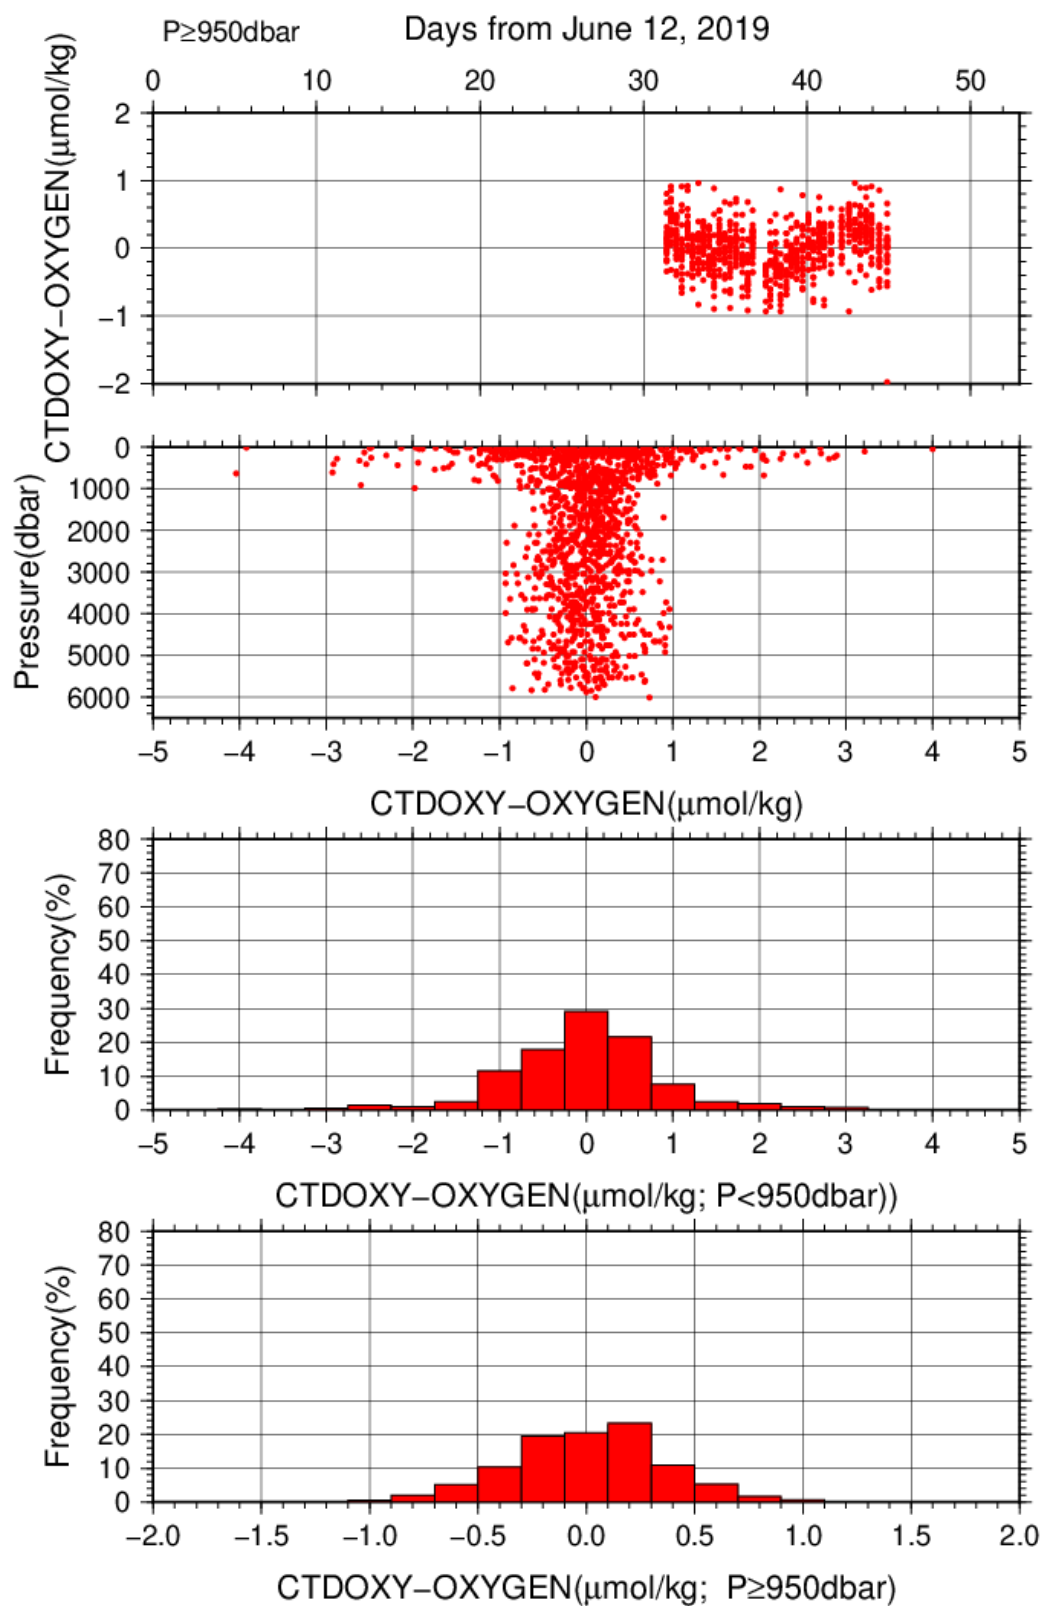 P≥950dbar Days from June 12, 2019
0 10 20 30 40 50
CTDOXY−OXYGEN(μmol/kg)
2
1
0
−1
−2
Pressure(dbar)
0
1000
2000
3000
4000
5000
6000
−5 −4 −3 −2 −1 0 1 2 3 4 5
CTDOXY−OXYGEN(μmol/kg)
Frequency(%)
80
70
60
50
40
30
20
10
0
−5 −4 −3 −2 −1 0 1 2 3 4 5
CTDOXY−OXYGEN(μmol/kg; P<950dbar))
Frequency(%)
80
70
60
50
40
30
20
10
0
−2.0 −1.5 −1.0 −0.5 0.0 0.5 1.0 1.5 2.0
CTDOXY−OXYGEN(μmol/kg; P≥950dbar)